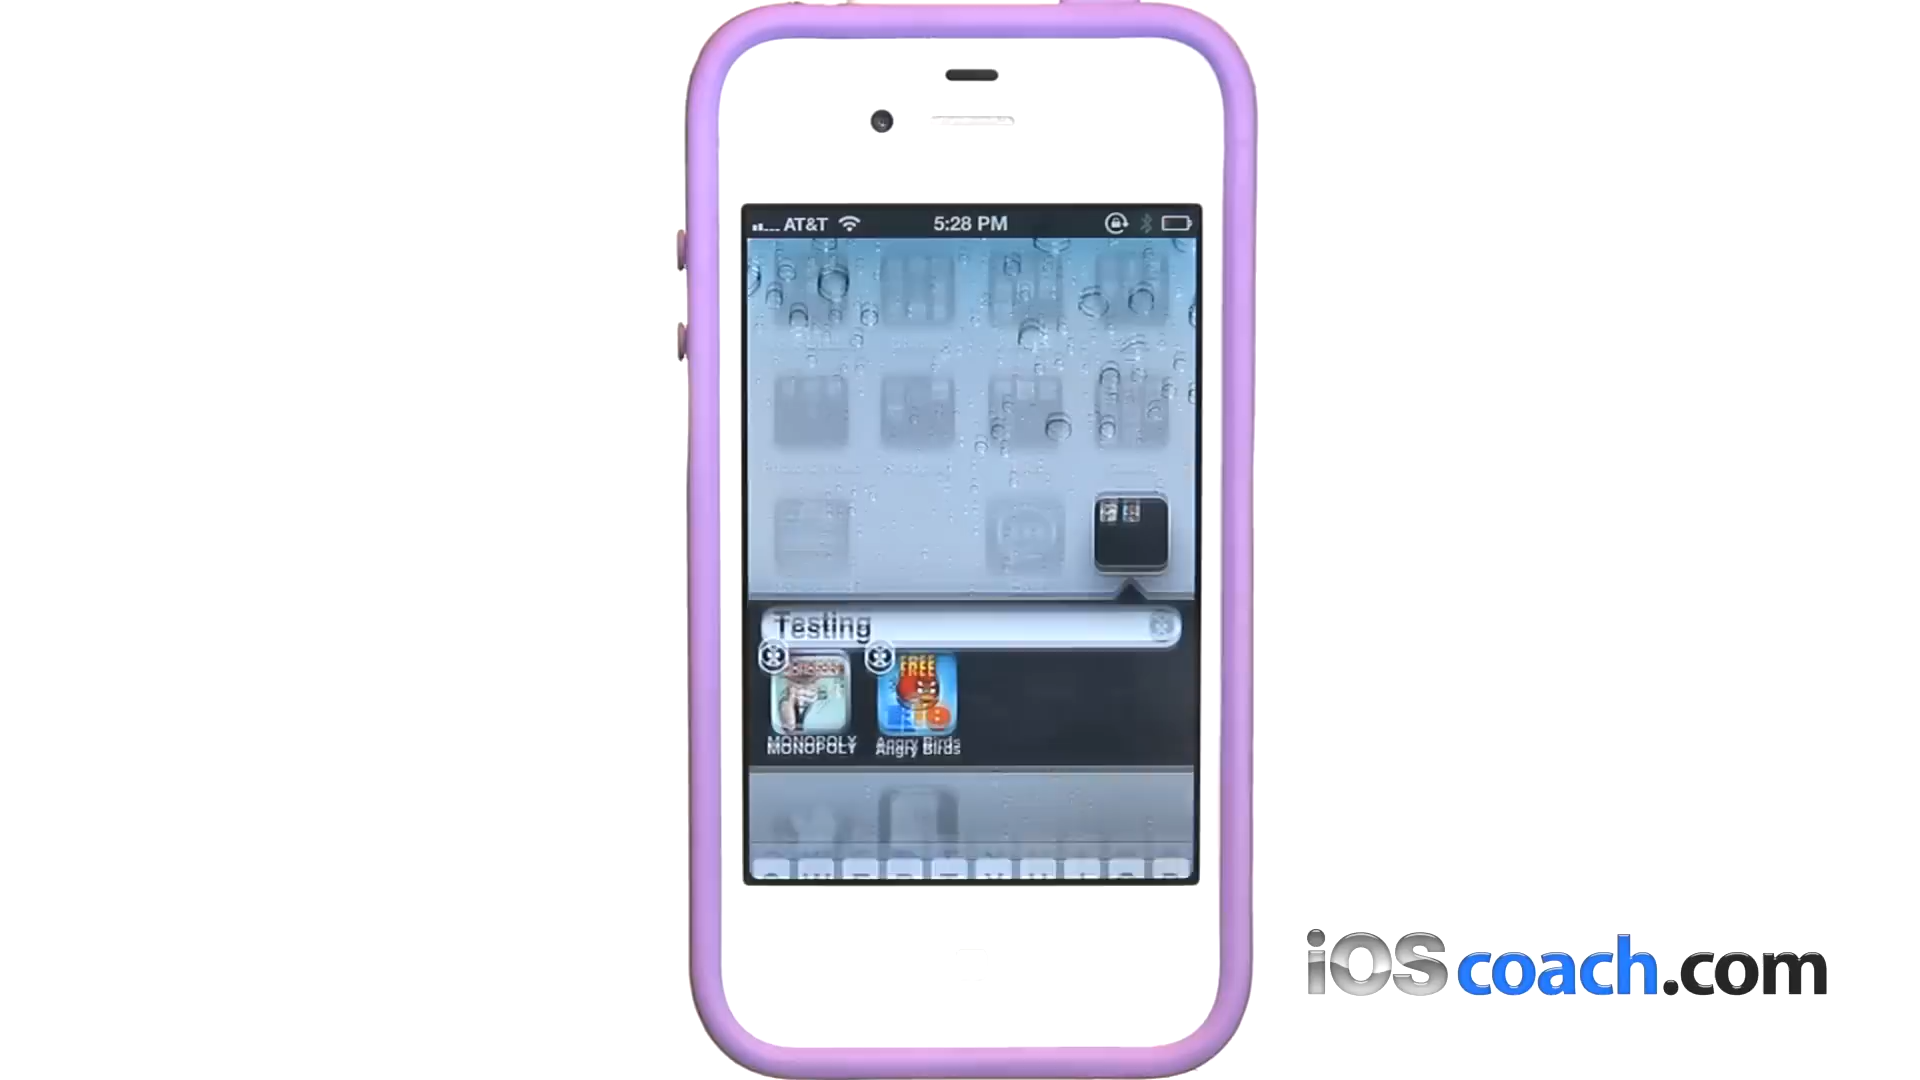 AT&T 5:28 PM
Testing
FREE
MONOPOLY Angry Birds
iOScoach.com